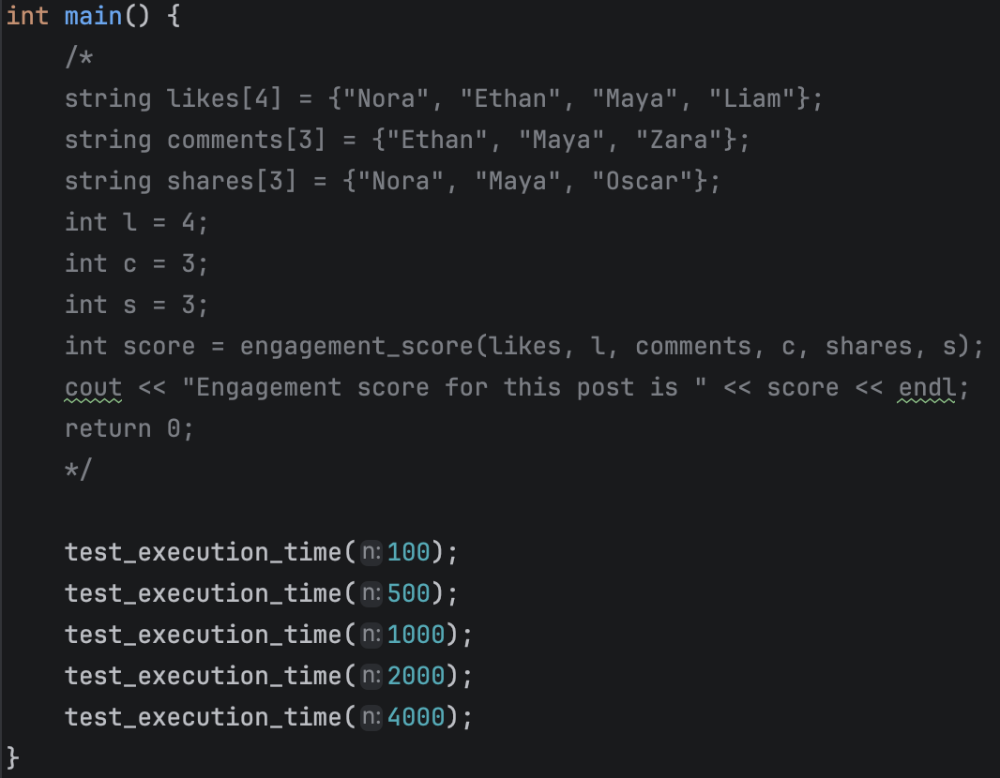 int main() {
    /*
    string likes[4] = {"Nora", "Ethan", "Maya", "Liam"};
    string comments[3] = {"Ethan", "Maya", "Zara"};
    string shares[3] = {"Nora", "Maya", "Oscar"};
    int l = 4;
    int c = 3;
    int s = 3;
    int score = engagement_score(likes, l, comments, c, shares, s);
    cout << "Engagement score for this post is " << score << endl;
    return 0;
    */

    test_execution_time(n:100);
    test_execution_time(n:500);
    test_execution_time(n:1000);
    test_execution_time(n:2000);
    test_execution_time(n:4000);
}